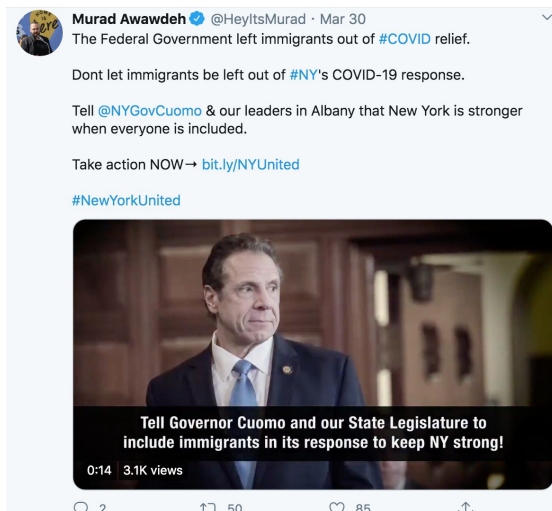 Murad Awawdeh @HeyItsMurad · Mar 30
The Federal Government left immigrants out of #COVID relief.
Dont let immigrants be left out of #NY's COVID-19 response.
Tell @NYGovCuomo & our leaders in Albany that New York is stronger
when everyone is included.
Take action NOW→ bit.ly/NYUnited
#NewYorkUnited
Tell Governor Cuomo and our State Legislature to
include immigrants in its response to keep NY strong!
0:14 3.1K views
2 50 85